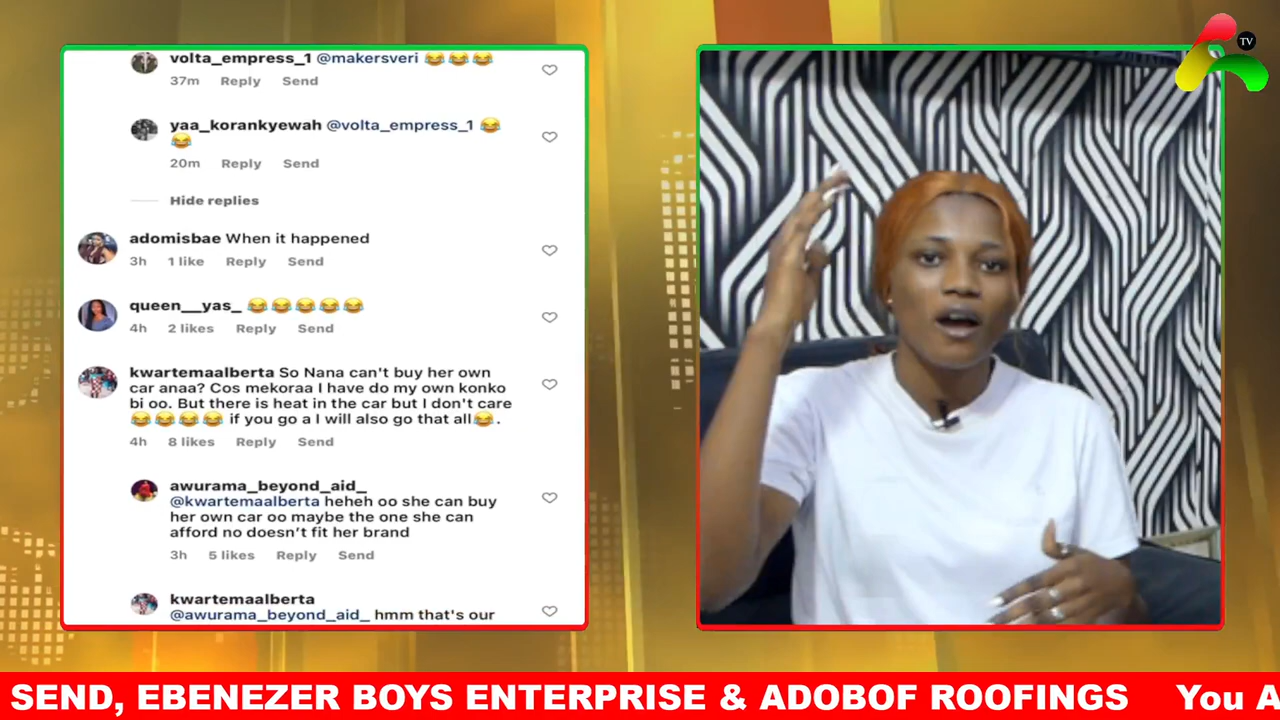 volta_empress_1 @makersveri 😂😂😂
37m Reply Send
yaa_korankyewah @volta_empress_1 😂
😂
20m Reply Send
Hide replies
adomisbae When it happened
3h 1 like Reply Send
queen__yas_ 😂😂😂😂😂
4h 2 likes Reply Send
kwartemaalberta So Nana can't buy her own
car anaa? Cos mekoraa I have do my own konko
bi oo. But there is heat in the car but I don't care
😂😂😂😂 if you go a I will also go that all😂.
4h 8 likes Reply Send
awurama_beyond_aid_
@kwartemaalberta heheh oo she can buy
her own car oo maybe the one she can
afford no doesn't fit her brand
3h 5 likes Reply Send
kwartemaalberta
@awurama_beyond_aid_ hmm that's our
TV
SEND, EBENEZER BOYS ENTERPRISE & ADOBOF ROOFINGS You A